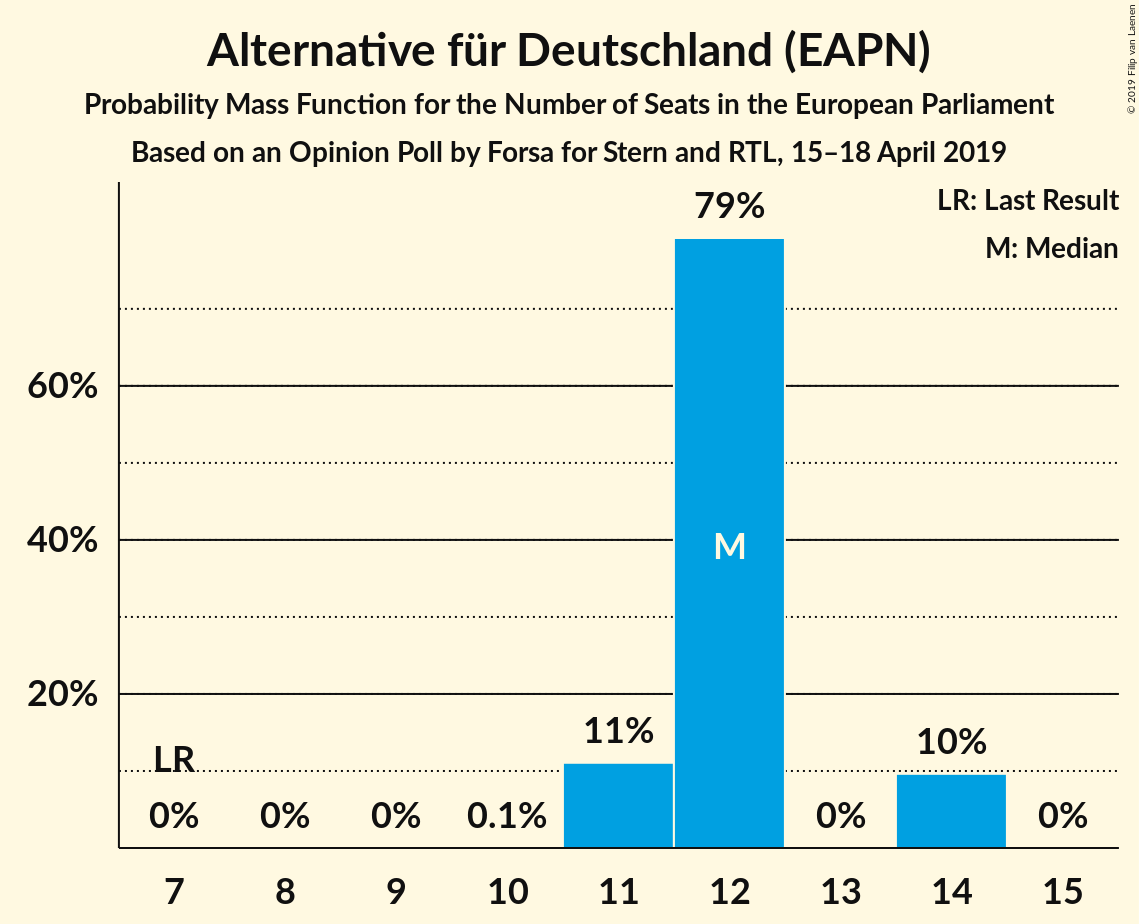 Alternative für Deutschland (EAPN)
Probability Mass Function for the Number of Seats in the European Parliament
Based on an Opinion Poll by Forsa for Stern and RTL, 15–18 April 2019
© 2019 Filip van Laenen
LR: Last Result
M: Median
79%
60%
40%
20%
M
LR
11%
10%
0%
0%
0%
0.1%
0%
0%
7
8
9
10
11
12
13
14
15